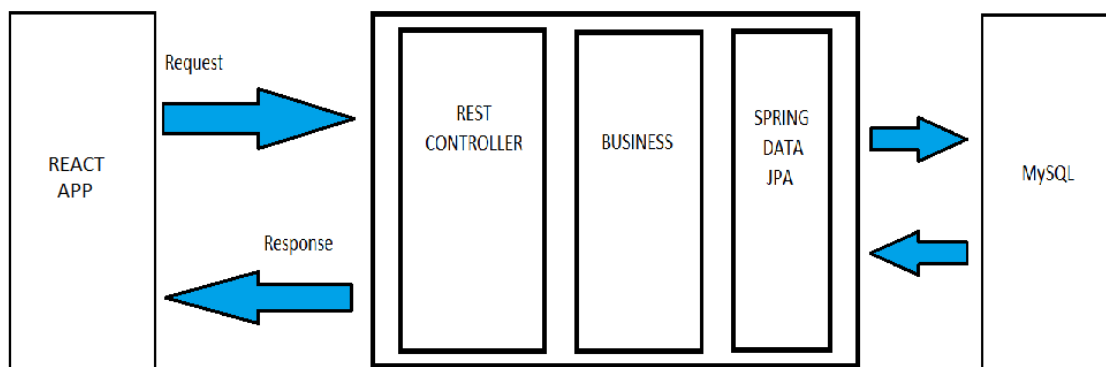 REACT
APP
Request
Response
REST
CONTROLLER
BUSINESS
SPRING
DATA
JPA
MySQL